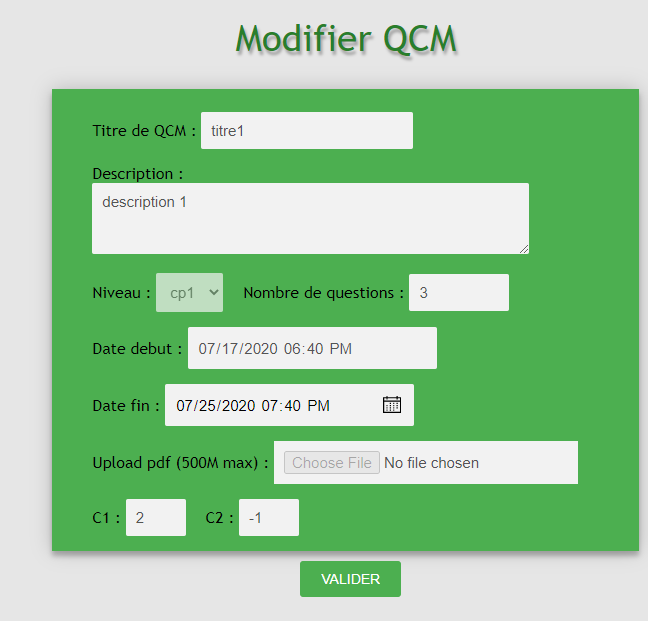 Modifier QCM
Titre de QCM : titre1
Description :
description 1
Niveau : cp1 Nombre de questions : 3
Date debut : 07/17/2020 06:40 PM
Date fin : 07/25/2020 07:40 PM
Upload pdf (500M max) : Choose File No file chosen
C1 : 2 C2 : -1
VALIDER